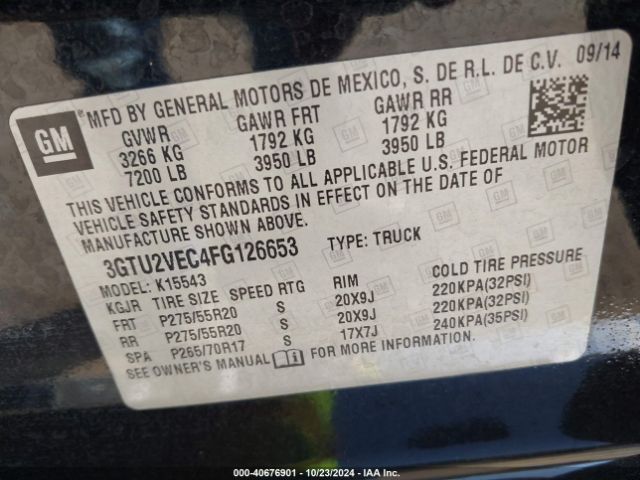 GM
MFD BY GENERAL MOTORS DE MEXICO, S. DE R.L. DE C.V. 09/14
GVWR GAWR FRT GAWR RR
3266 KG 1792 KG 1792 KG
7200 LB 3950 LB 3950 LB
THIS VEHICLE CONFORMS TO ALL APPLICABLE U.S. FEDERAL MOTOR
VEHICLE SAFETY STANDARDS IN EFFECT ON THE DATE OF
MANUFACTURE SHOWN ABOVE.
3GTU2VEC4FG126653 TYPE: TRUCK
MODEL: K15543
KGJR TIRE SIZE SPEED RTG RIM COLD TIRE PRESSURE
FRT P275/55R20 S 20X9J 220KPA(32PSI)
RR P275/55R20 S 20X9J 220KPA(32PSI)
SPA P265/70R17 S 17X7J 240KPA(35PSI)
SEE OWNER'S MANUAL i FOR MORE INFORMATION.
000-40676901 - 10/23/2024 - IAA Inc.